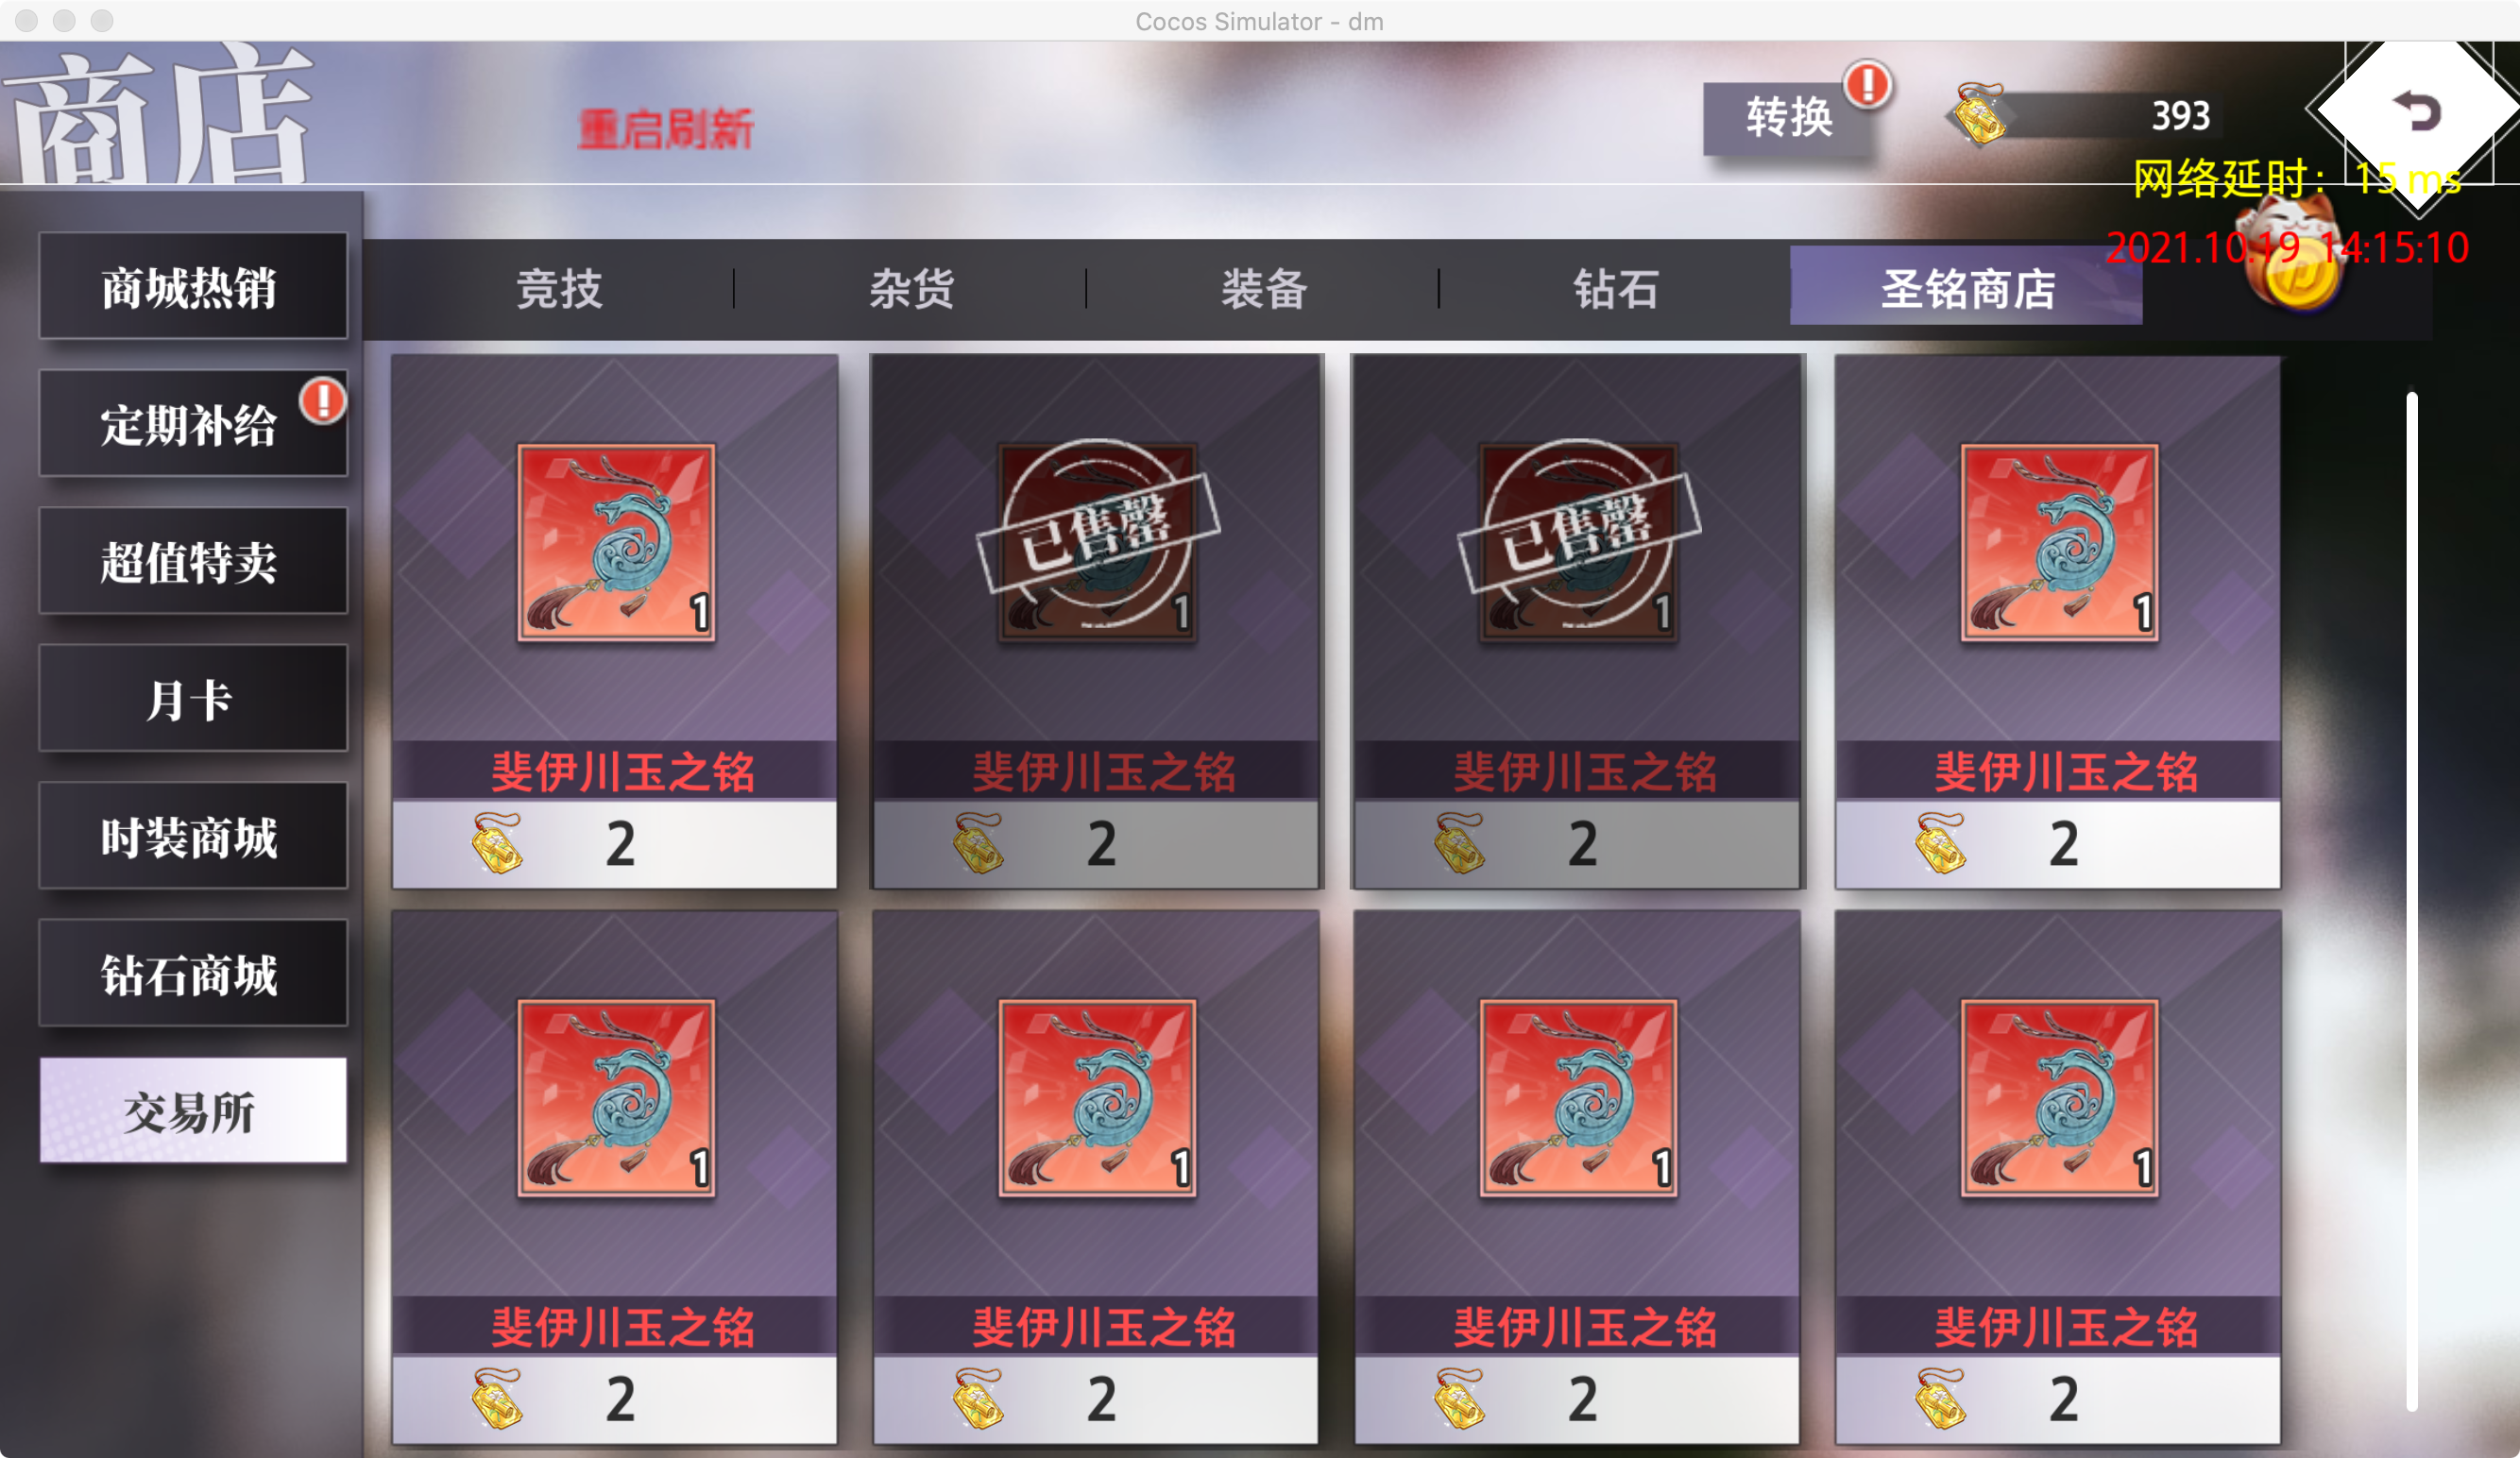 Cocos Simulator - dm
商店
重启刷新
转换
393
网络延时：15 ms
2021.10.19 14:15:10
商城热销
定期补给
超值特卖
月卡
时装商城
钻石商城
交易所
竞技
杂货
装备
钻石
圣铭商店
1
斐伊川玉之铭
2
已售罄
1
斐伊川玉之铭
2
已售罄
1
斐伊川玉之铭
2
1
斐伊川玉之铭
2
1
斐伊川玉之铭
2
1
斐伊川玉之铭
2
1
斐伊川玉之铭
2
1
斐伊川玉之铭
2